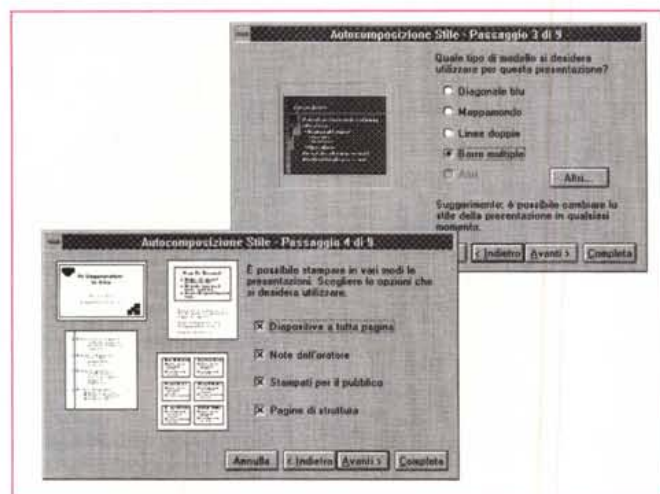 Autocomposizione Stile - Passaggio 3 di 9
Quale tipo di modello si desidera
utilizzare per questa presentazione?
Diagonale blu
Mappamondo
Linee doppie
Barre multiple
Altri
Altri...
Suggerimento: è possibile cambiare lo
stile della presentazione in qualsiasi
momento.
< Indietro
Avanti >
Completa
Autocomposizione Stile - Passaggio 4 di 9
È possibile stampare in vari modi le
presentazioni. Scegliere le opzioni che
si desidera utilizzare.
Diapositive a tutta pagina
Note dell'oratore
Stampati per il pubblico
Pagine di struttura
Annulla
< Indietro
Avanti >
Completa